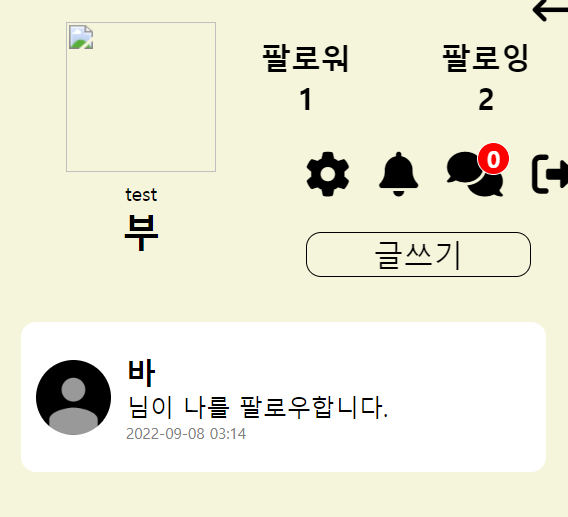 팔로워
팔로잉
1
2
0
test
부
글쓰기
바
님이 나를 팔로우합니다.
2022-09-08 03:14